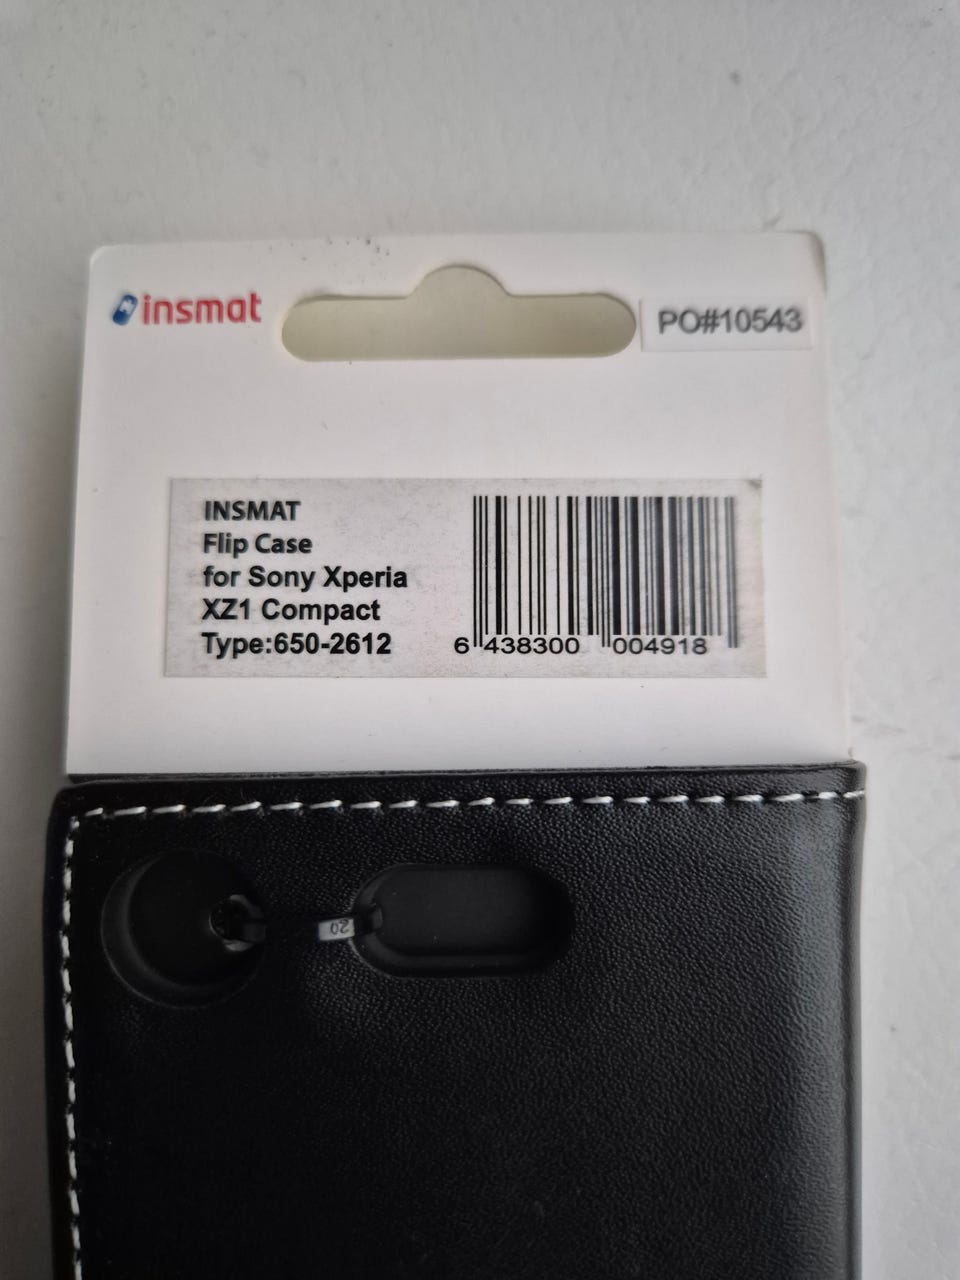 insmat
PO#10543
INSMAT
Flip Case
for Sony Xperia
XZ1 Compact
Type:650-2612
6 438300 004918
20